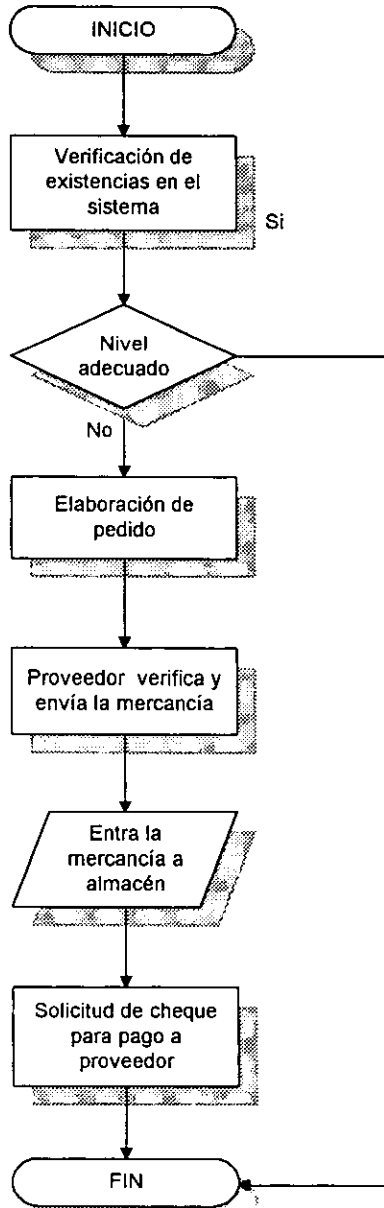 INICIO
Verificación de
existencias en el
sistema
Si
Nivel
adecuado
No
Elaboración de
pedido
Proveedor verifica y
envía la mercancía
Entra la
mercancía a
almacén
Solicitud de cheque
para pago a
proveedor
FIN